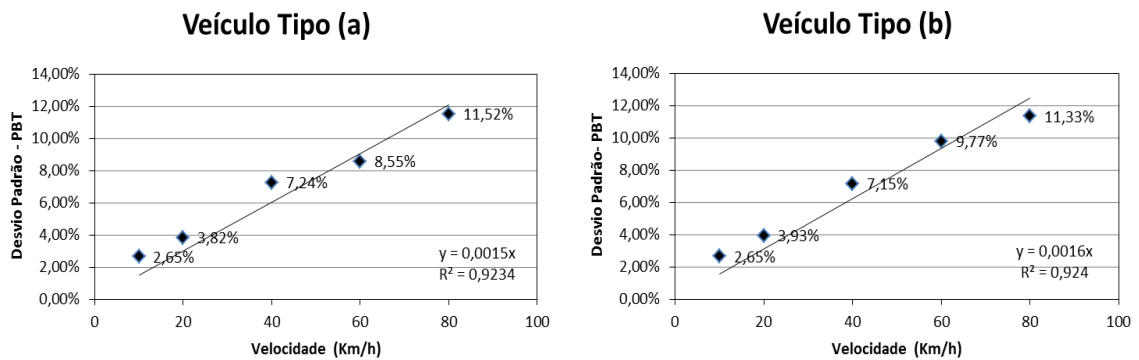 Veículo Tipo (a)
Desvio Padrão - PBT
14,00%
12,00%
10,00%
8,00%
6,00%
4,00%
2,00%
0,00%
2,65%
3,82%
7,24%
8,55%
11,52%
y = 0,0015x
R² = 0,9234
0 20 40 60 80 100
Velocidade (Km/h)
Veículo Tipo (b)
Desvio Padrão- PBT
14,00%
12,00%
10,00%
8,00%
6,00%
4,00%
2,00%
0,00%
2,65%
3,93%
7,15%
9,77%
11,33%
y = 0,0016x
R² = 0,924
0 20 40 60 80 100
Velocidade (Km/h)